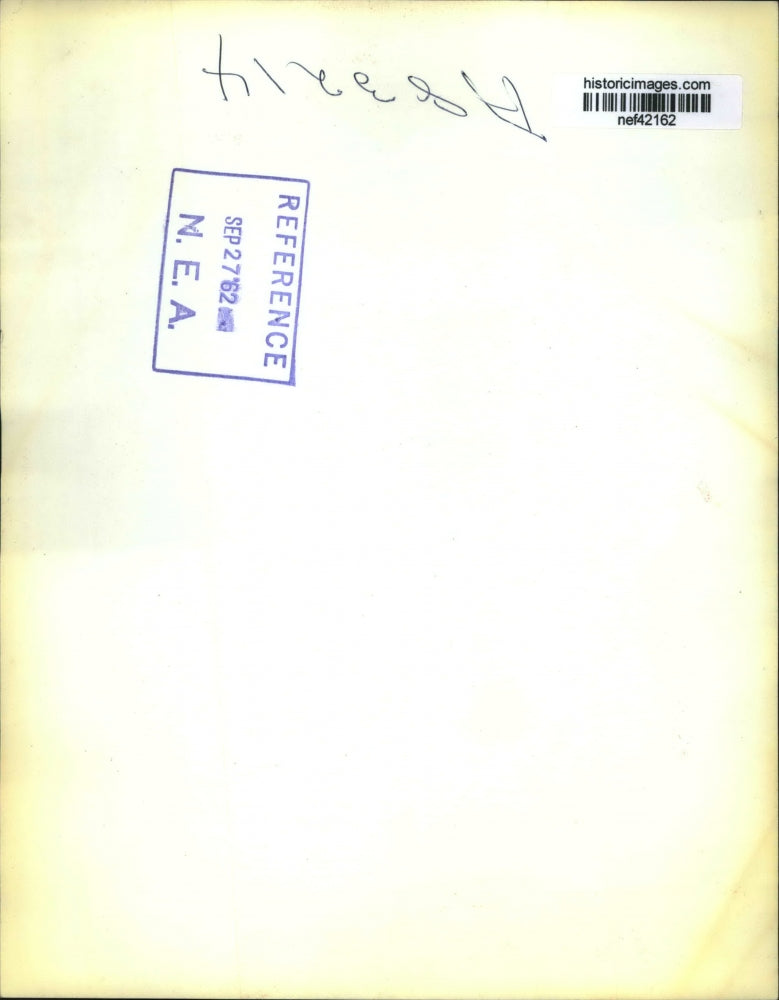 historicimages.com
nef42162
REFERENCE
SEP 27 '62
N. E. A.